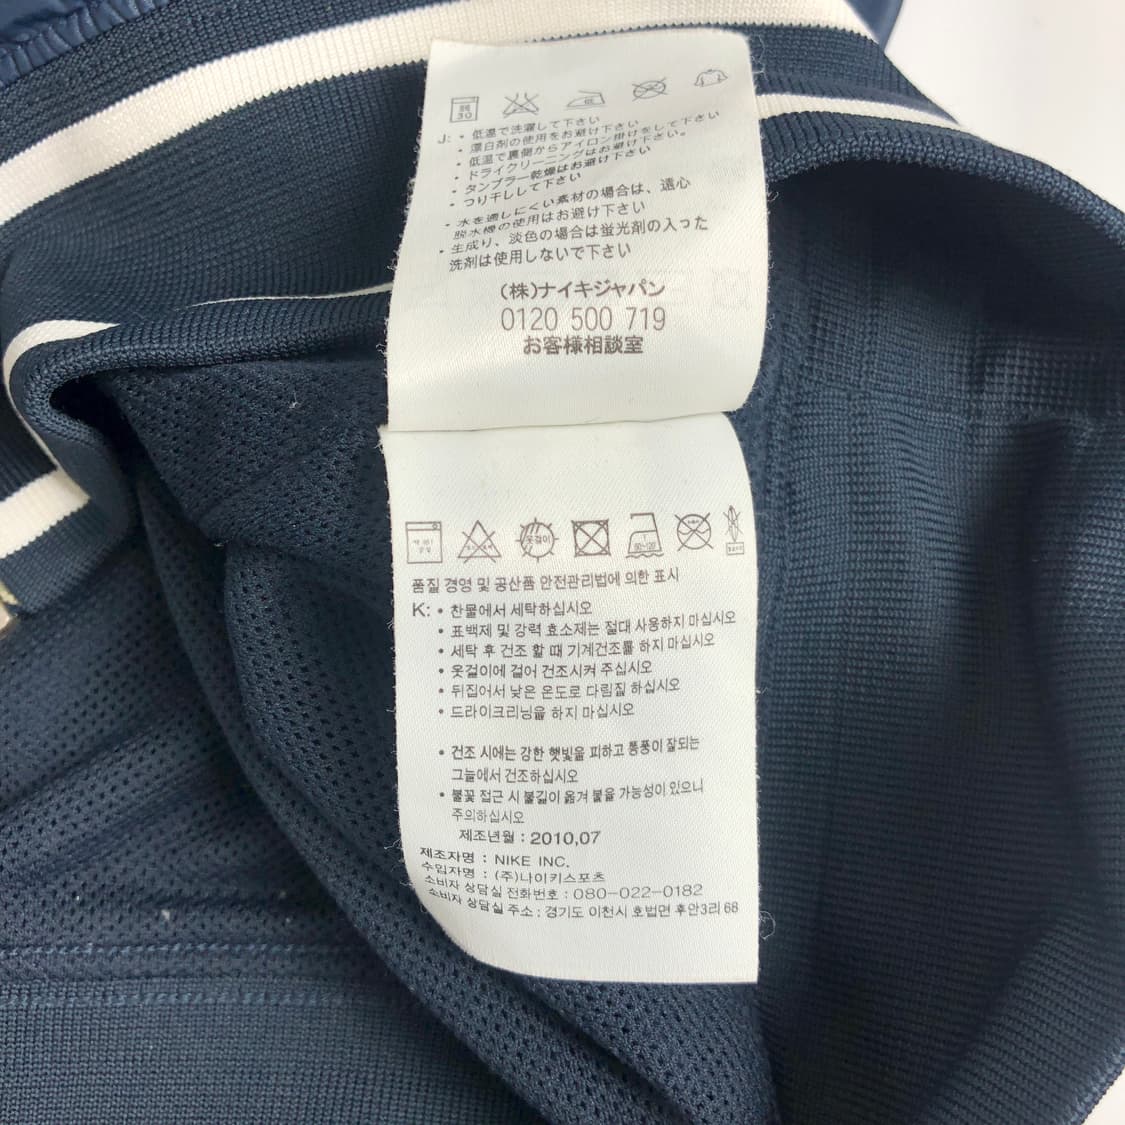 弱
30
J: • 低温で洗濯して下さい
• 漂白剤の使用をお避け下さい
• 低温で裏側からアイロン掛けをして下さい
• ドライクリーニングはお避け下さい。
• タンブラー乾燥はお避け下さい
• つり干しして下さい
• 水を通しにくい素材の場合は、遠心
脱水機の使用はお避け下さい
• 生成り、淡色の場合は蛍光剤の入った
洗剤は使用しないで下さい
(株)ナイキジャパン
0120 500 719
お客様相談室
옷걸이
품질 경영 및 공산품 안전관리법에 의한 표시
K: • 찬물에서 세탁하십시오
• 표백제 및 강력 효소제는 절대 사용하지 마십시오
• 세탁 후 건조 할 때 기계건조를 하지 마십시오
• 옷걸이에 걸어 건조시켜 주십시오
• 뒤집어서 낮은 온도로 다림질 하십시오
• 드라이크리닝을 하지 마십시오
• 건조 시에는 강한 햇빛을 피하고 통풍이 잘되는
그늘에서 건조하십시오
• 불꽃 접근 시 불길이 옮겨 붙을 가능성이 있으니
주의하십시오
제조년월 : 2010,07
제조자명 : NIKE INC.
수입자명 : (주)나이키스포츠
소비자 상담실 전화번호 : 080-022-0182
소비자 상담실 주소 : 경기도 이천시 호법면 후안3리 68